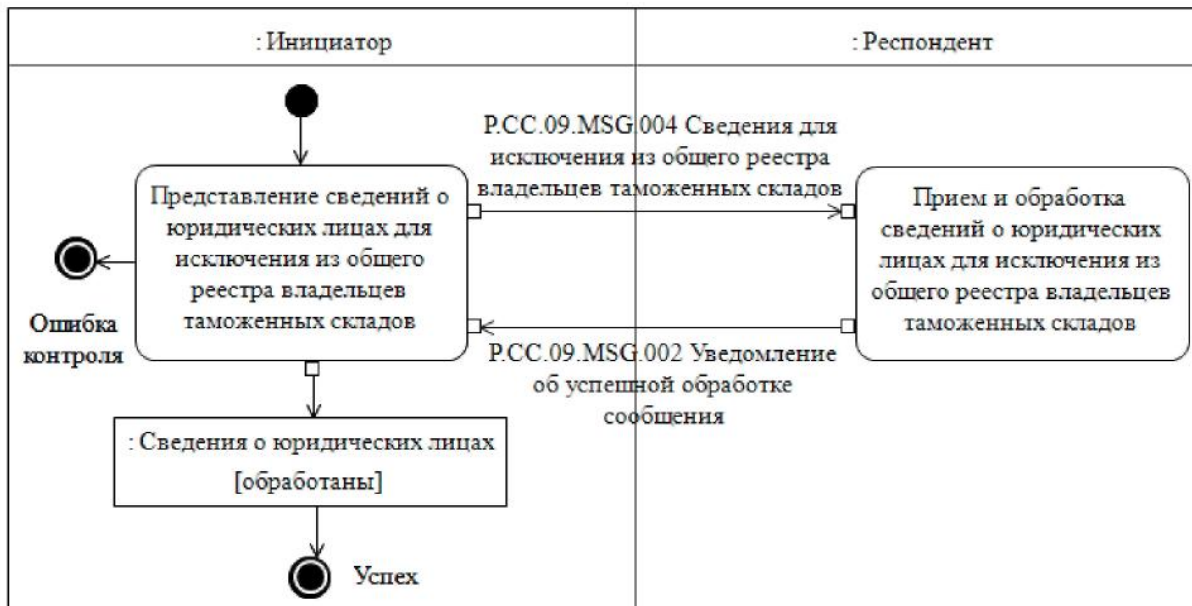 : Инициатор
: Респондент
P.CC.09.MSG.004 Сведения для
исключения из общего реестра
владельцев таможенных складов
Представление сведений о
юридических лицах для
исключения из общего
реестра владельцев
таможенных складов
Прием и обработка
сведений о юридических
лицах для исключения из
общего реестра владельцев
таможенных складов
Ошибка
контроля
P.CC.09.MSG.002 Уведомление
об успешной обработке
сообщения
: Сведения о юридических лицах
[обработаны]
Успех